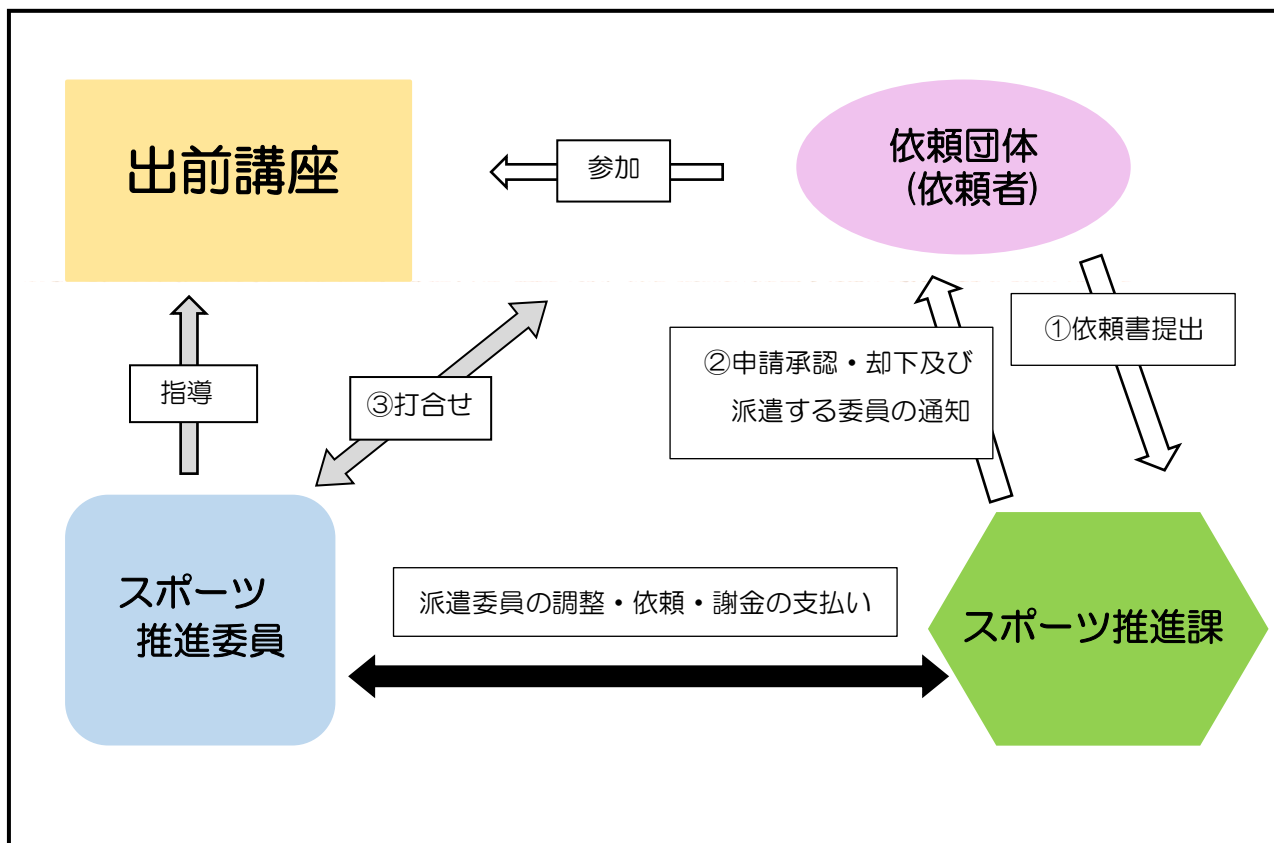 出前講座
参加
依頼団体
(依頼者)
①依頼書提出
②申請承認・却下及び
派遣する委員の通知
③打合せ
指導
スポーツ
推進委員
派遣委員の調整・依頼・謝金の支払い
スポーツ推進課